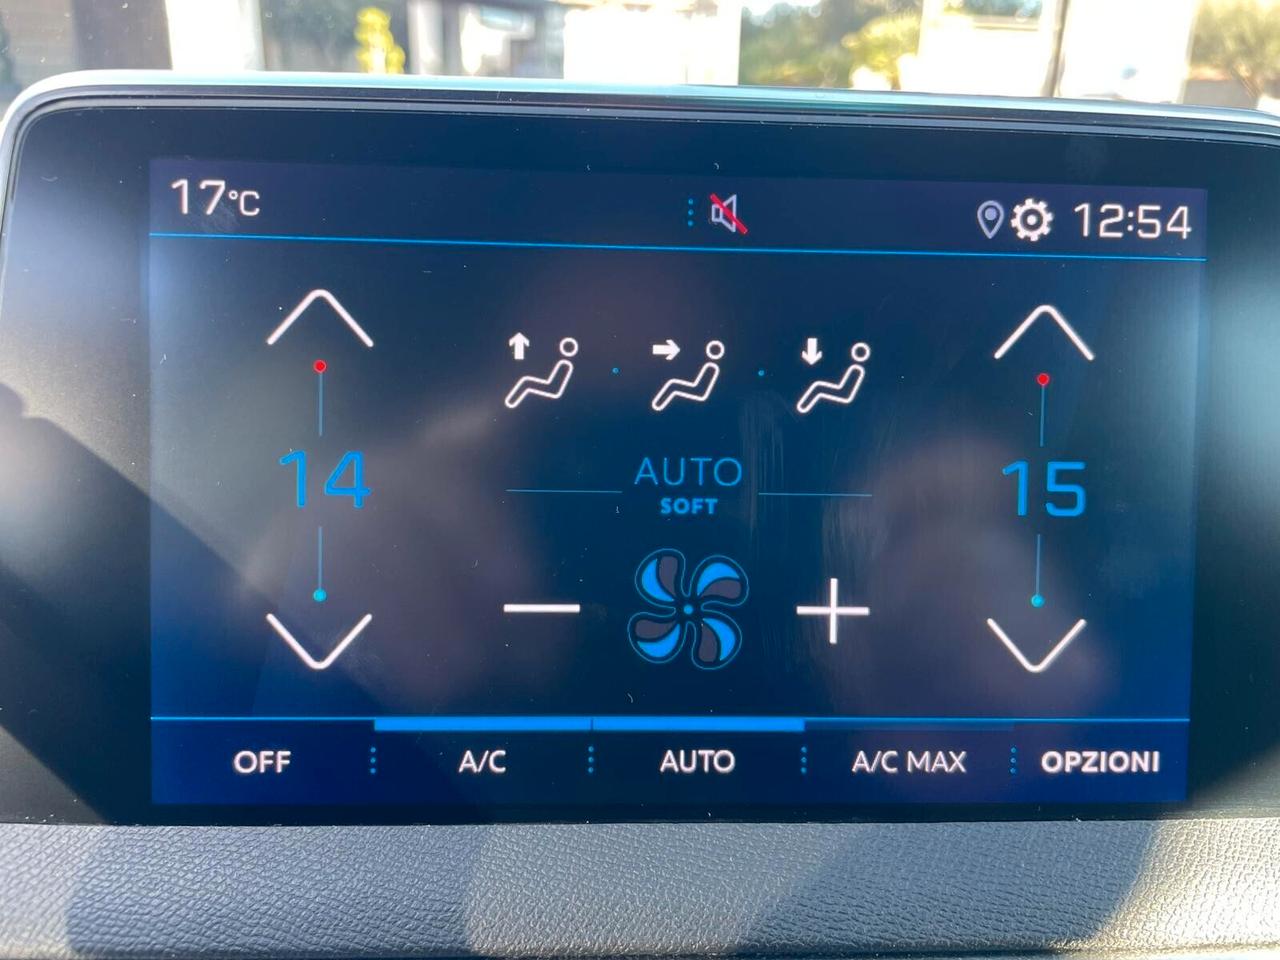 17°C 12:54
14 AUTO 15
SOFT
OFF A/C AUTO A/C MAX OPZIONI